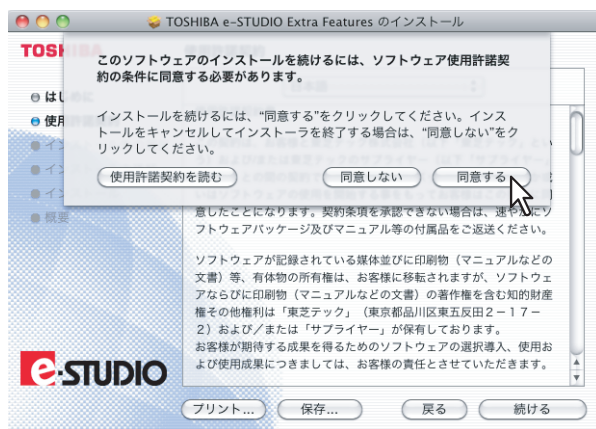 TOSHIBA e-STUDIO Extra Features のインストール
TOSHIBA
このソフトウェアのインストールを続けるには、ソフトウェア使用許諾契
約の条件に同意する必要があります。
はじめに
使用
インストールを続けるには、“同意する”をクリックしてください。インス
トールをキャンセルしてインストーラを終了する場合は、“同意しない”をク
リックしてください。
使用許諾契約を読む
同意しない
同意する
概要
意したことになります。契約条項を承認できない場合は、速やかにソ
フトウェアパッケージ及びマニュアル等の付属品をご返送ください。
ソフトウェアが記録されている媒体並びに印刷物（マニュアルなどの
文書）等、有体物の所有権は、お客様に移転されますが、ソフトウェ
アならびに印刷物（マニュアルなどの文書）の著作権を含む知的財産
権その他権利は「東芝テック」（東京都品川区東五反田２－１７－
２）および／または「サプライヤー」が保有しております。
お客様が期待する成果を得るためのソフトウェアの選択導入、使用お
よび使用成果につきましては、お客様の責任とさせていただきます。
e-STUDIO
プリント...
保存...
戻る
続ける